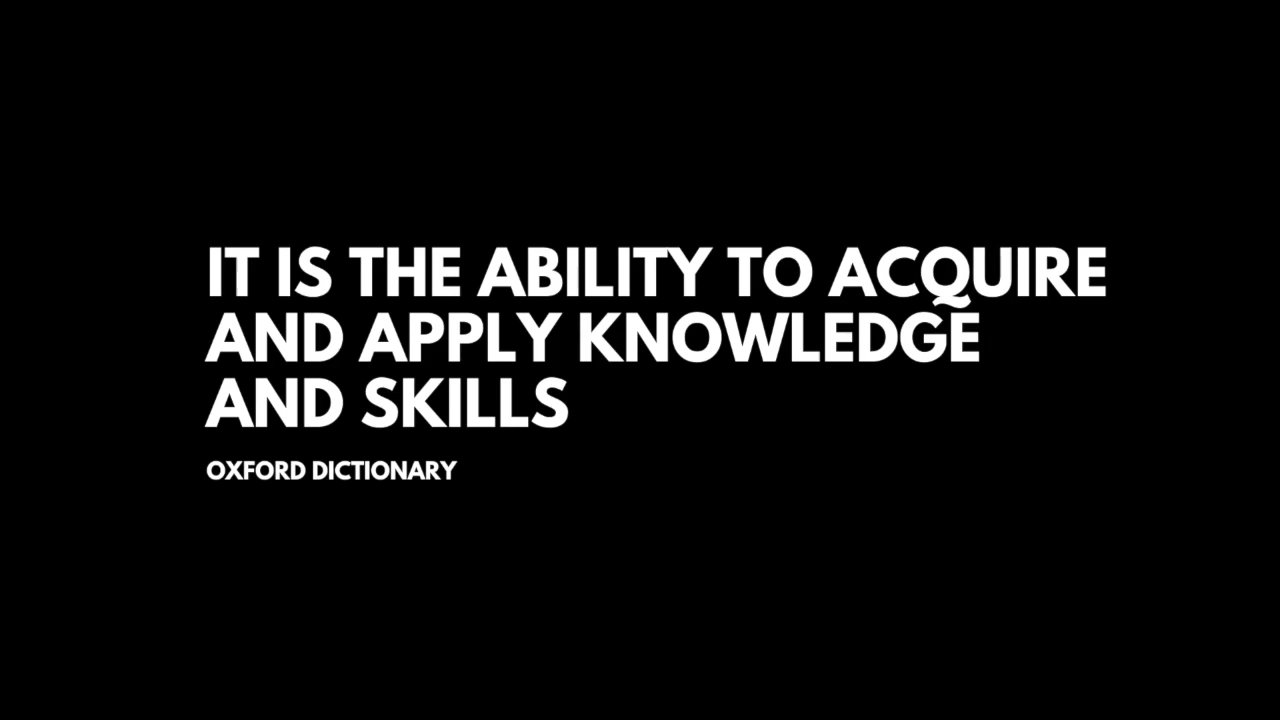 IT IS THE ABILITY TO ACQUIRE
AND APPLY KNOWLEDGE
AND SKILLS
OXFORD DICTIONARY